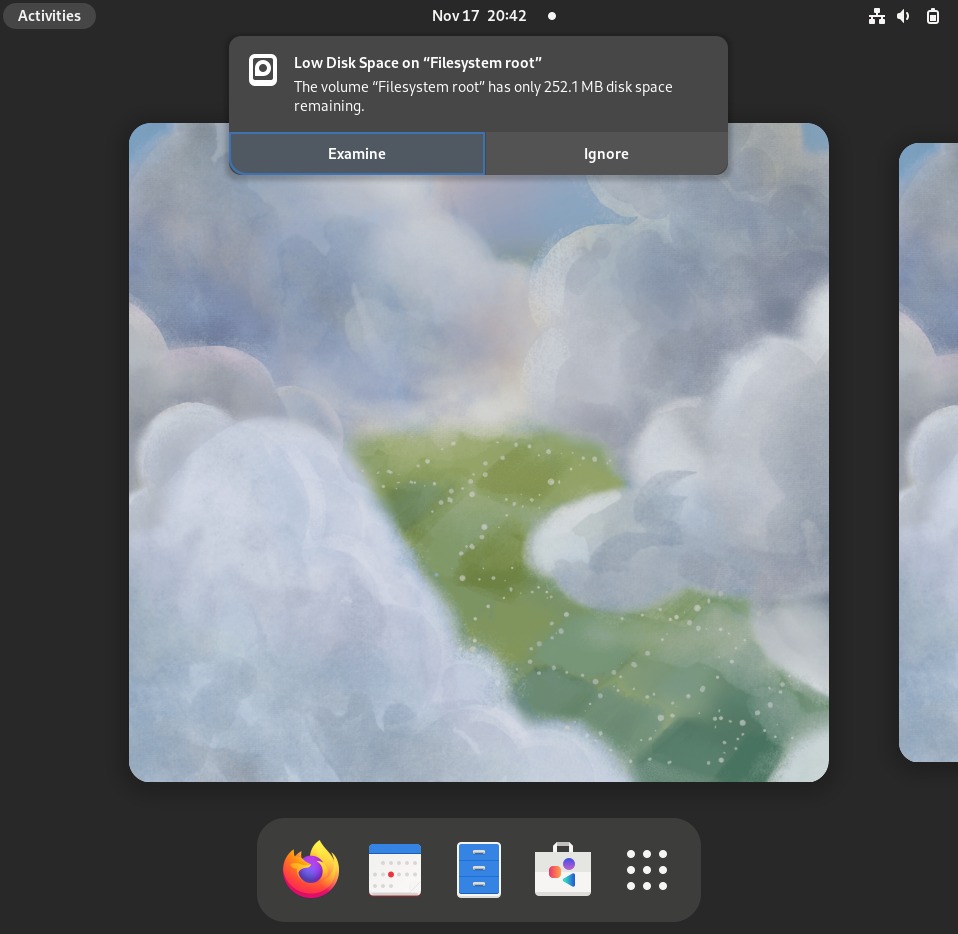 Activities
Nov 17 20:42
Low Disk Space on “Filesystem root”
The volume “Filesystem root” has only 252.1 MB disk space
remaining.
Examine
Ignore